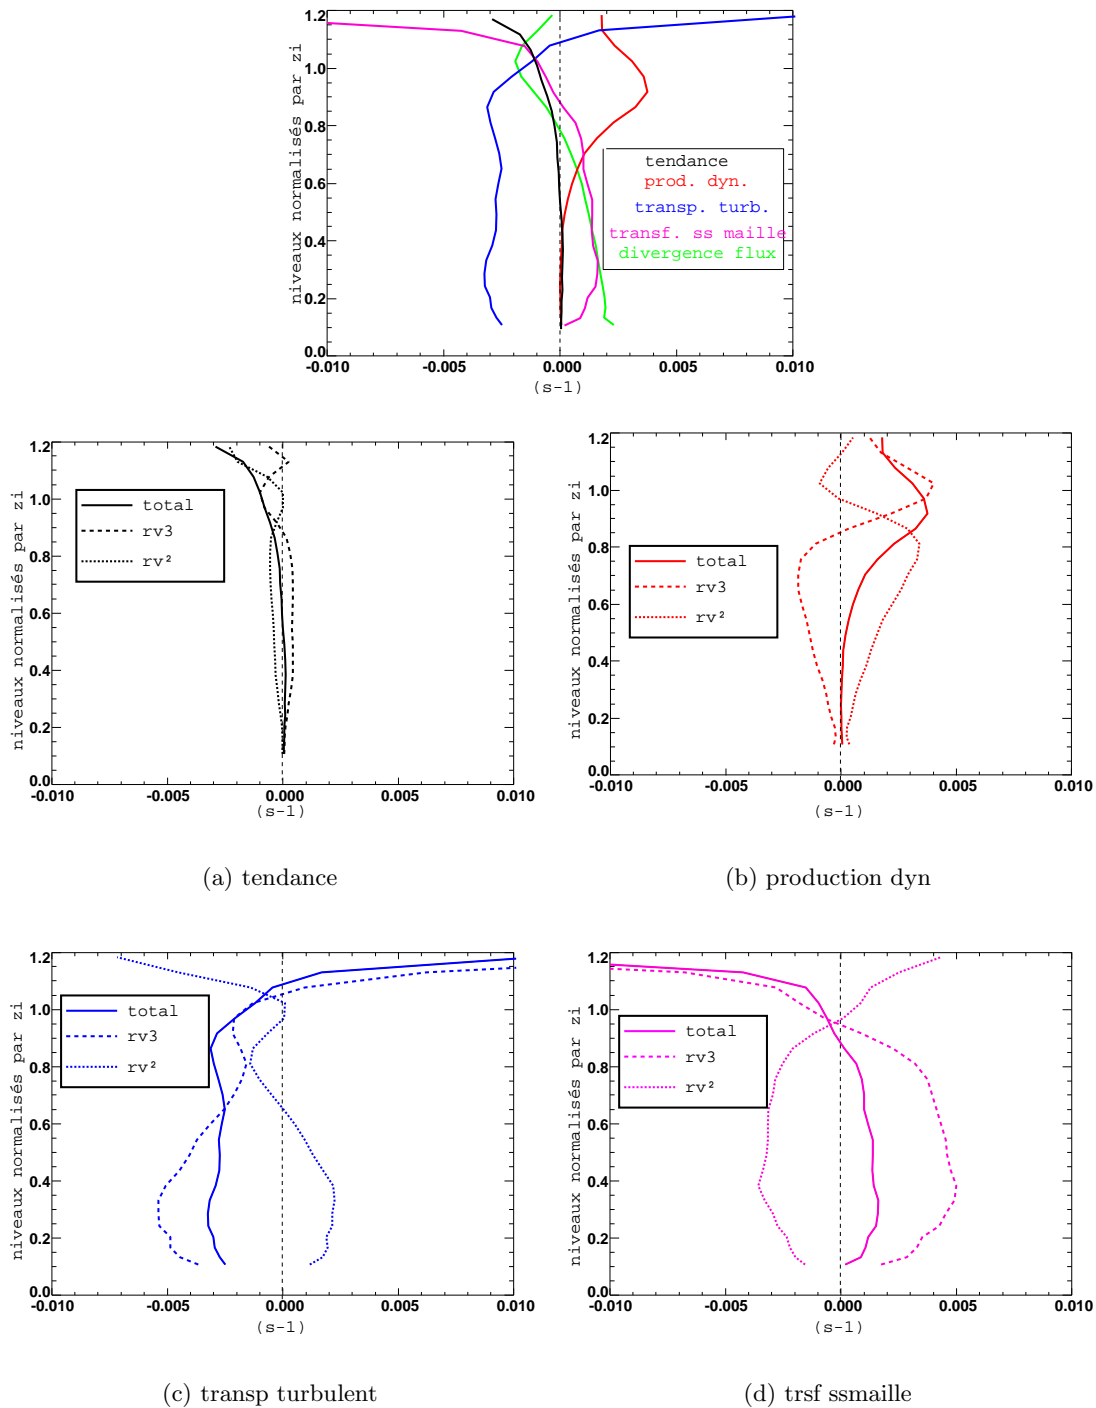 niveaux normalisés par zi
1.2
1.0
0.8
0.6
0.4
0.2
0.0
tendance
prod. dyn.
transp. turb.
transf. ss maille
divergence flux
-0.010 -0.005 0.000 0.005 0.010
(s-1)
niveaux normalisés par zi
1.2
1.0
0.8
0.6
0.4
0.2
0.0
total
rv3
rv²
-0.010 -0.005 0.000 0.005 0.010
(s-1)
(a) tendance
niveaux normalisés par zi
1.2
1.0
0.8
0.6
0.4
0.2
0.0
total
rv3
rv²
-0.010 -0.005 0.000 0.005 0.010
(s-1)
(b) production dyn
niveaux normalisés par zi
1.2
1.0
0.8
0.6
0.4
0.2
0.0
total
rv3
rv²
-0.010 -0.005 0.000 0.005 0.010
(s-1)
(c) transp turbulent
niveaux normalisés par zi
1.2
1.0
0.8
0.6
0.4
0.2
0.0
total
rv3
rv²
-0.010 -0.005 0.000 0.005 0.010
(s-1)
(d) trsf ssmaille